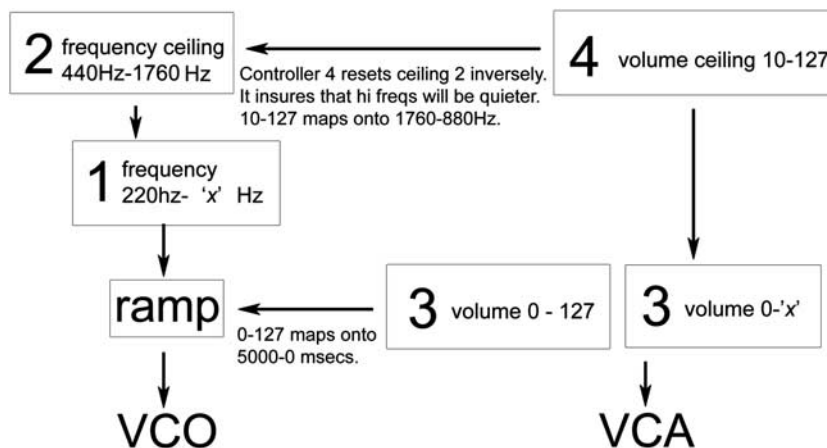 2 frequency ceiling
440Hz-1760 Hz
Controller 4 resets ceiling 2 inversely.
It insures that hi freqs will be quieter.
10-127 maps onto 1760-880Hz.
4 volume ceiling 10-127
1 frequency
220hz- 'x' Hz
ramp
0-127 maps onto
5000-0 msecs.
3 volume 0 - 127
3 volume 0-'x'
VCO
VCA